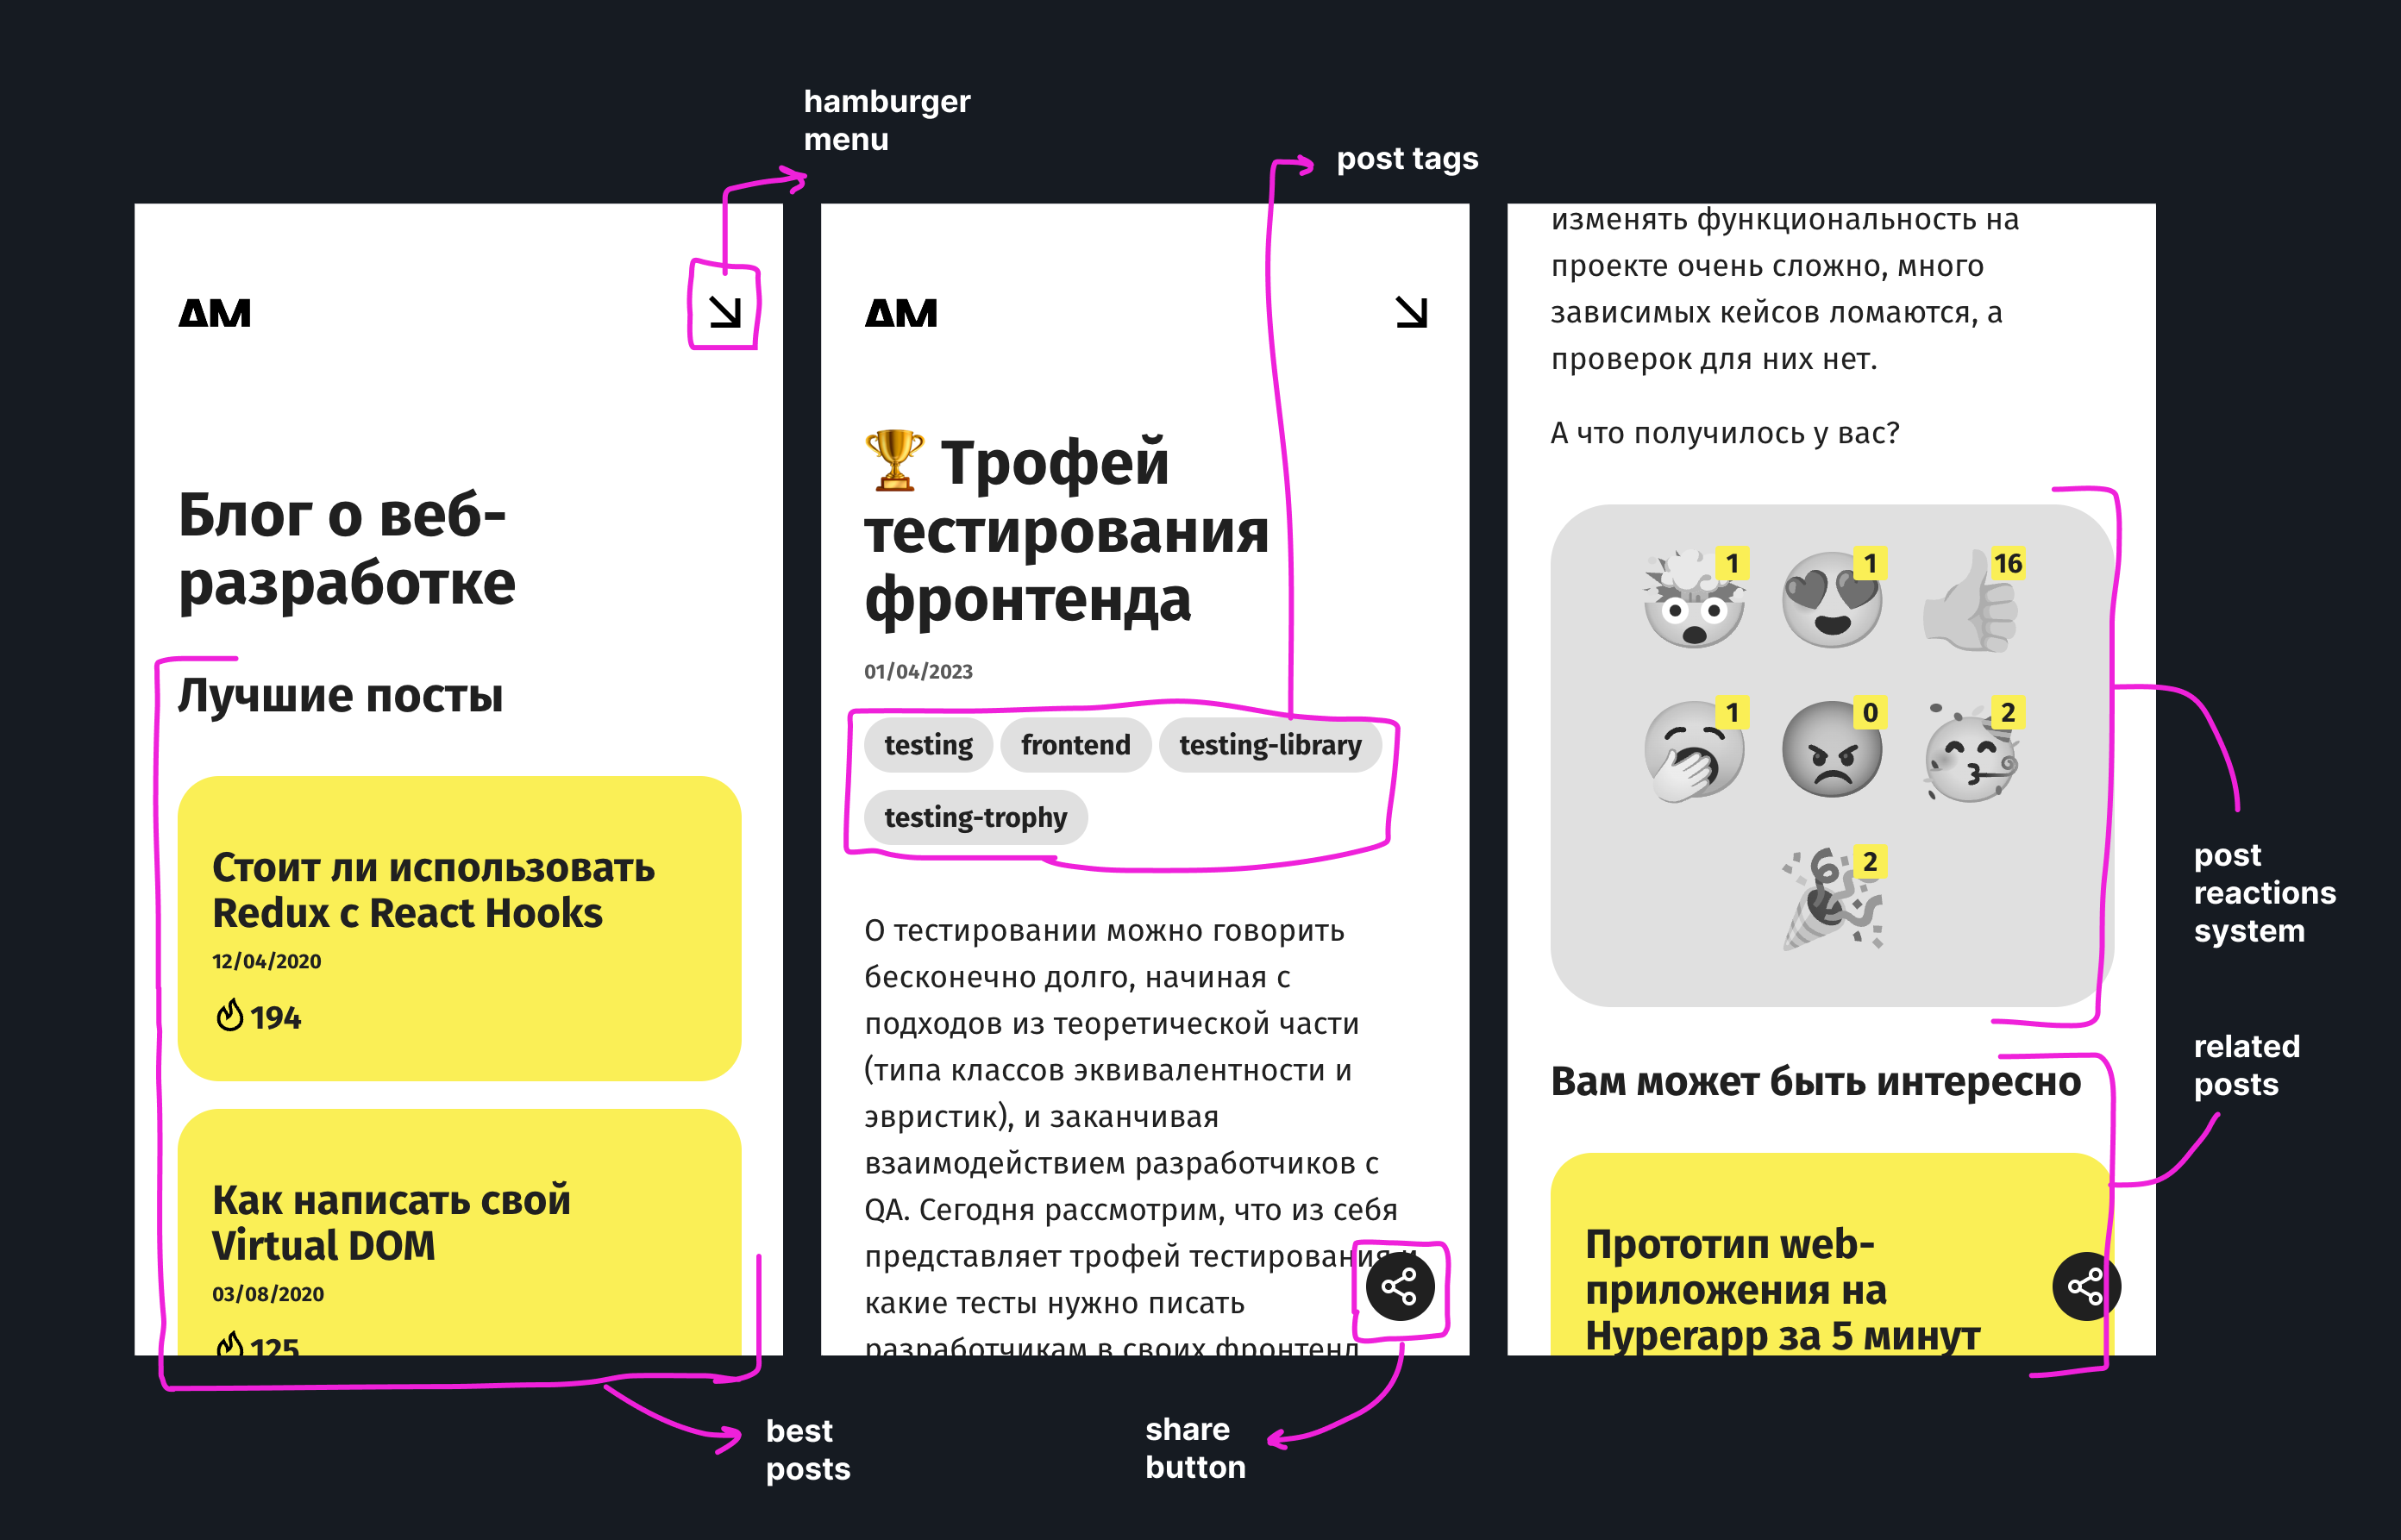 hamburger
menu
post tags
AM
Блог о веб-
разработке
Лучшие посты
Стоит ли использовать
Redux с React Hooks
12/04/2020
194
Как написать свой
Virtual DOM
03/08/2020
125
best
posts
AM
Трофей
тестирования
фронтенда
01/04/2023
testing
frontend
testing-library
testing-trophy
О тестировании можно говорить
бесконечно долго, начиная с
подходов из теоретической части
(типа классов эквивалентности и
эвристик), и заканчивая
взаимодействием разработчиков с
QA. Сегодня рассмотрим, что из себя
представляет трофей тестирования и
какие тесты нужно писать
разработчикам в своих фронтенд
share
button
изменять функциональность на
проекте очень сложно, много
зависимых кейсов ломаются, а
проверок для них нет.
А что получилось у вас?
1
1
16
1
0
2
2
post
reactions
system
Вам может быть интересно
related
posts
Прототип web-
приложения на
Hyperapp за 5 минут